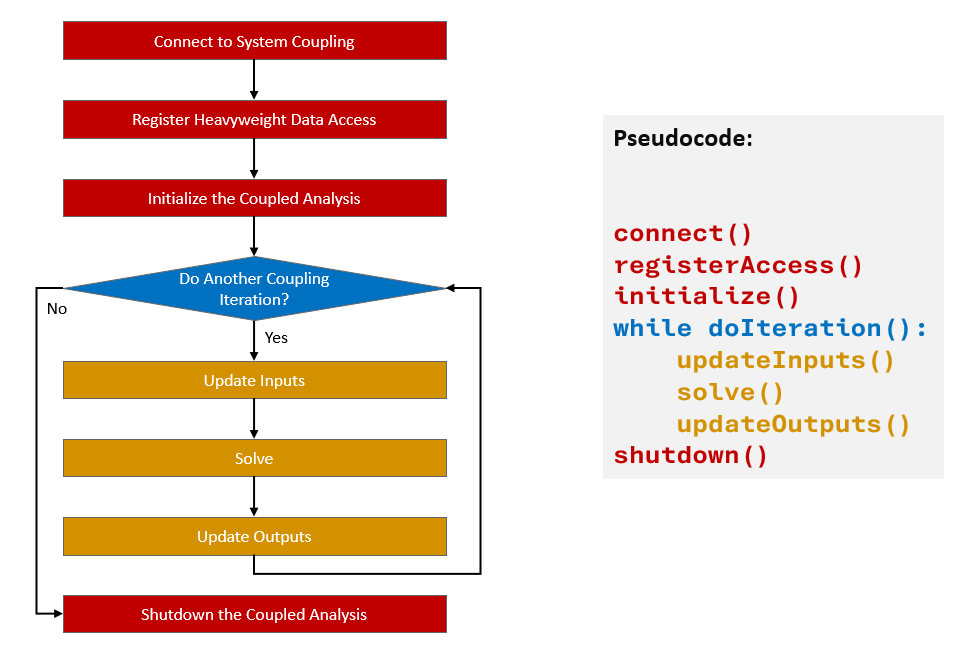 Connect to System Coupling
Register Heavyweight Data Access
Initialize the Coupled Analysis
Do Another Coupling
Iteration?
No
Yes
Update Inputs
Solve
Update Outputs
Shutdown the Coupled Analysis
Pseudocode:
connect()
registerAccess()
initialize()
while doIteration():
    updateInputs()
    solve()
    updateOutputs()
shutdown()